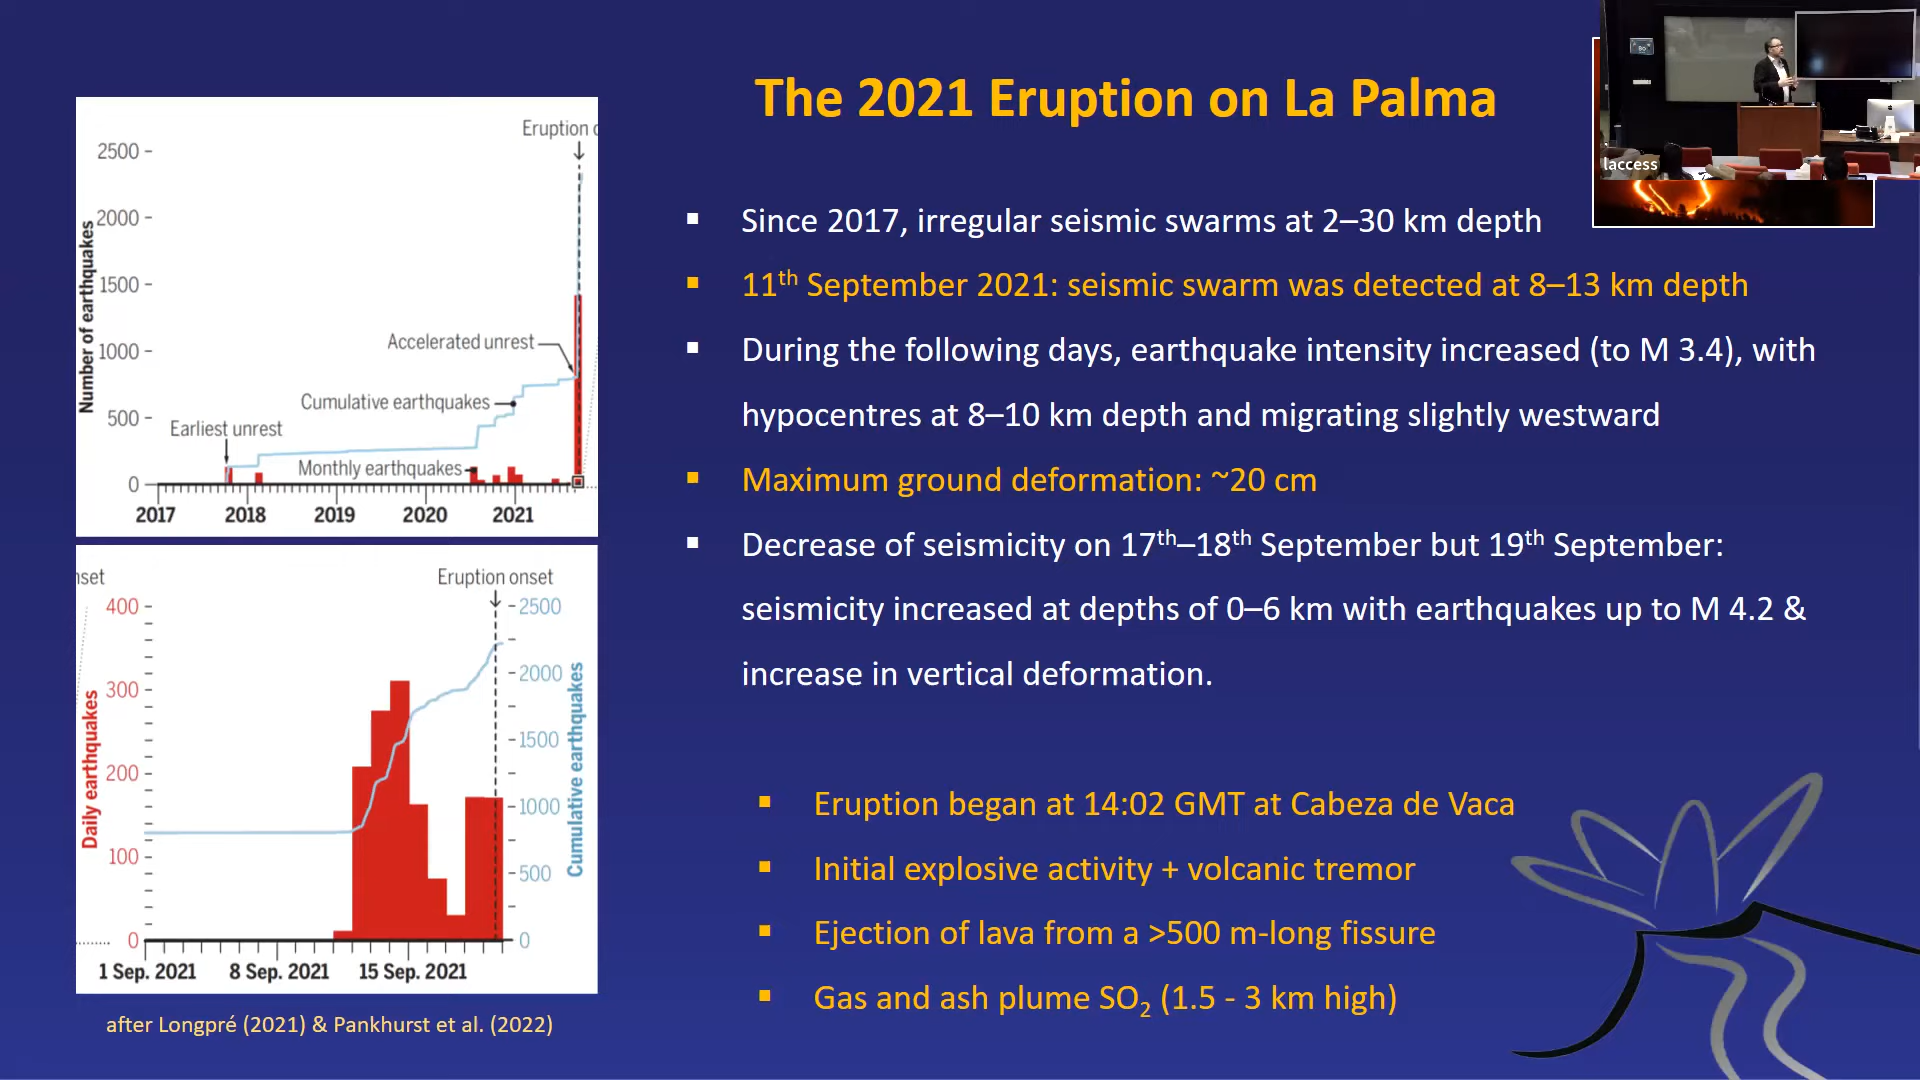 The 2021 Eruption on La Palma
laccess
Eruption o
2500
2000
1500
1000
500
0
Number of earthquakes
Accelerated unrest
Cumulative earthquakes
Earliest unrest
Monthly earthquakes
2017 2018 2019 2020 2021
nset
Eruption onset
400
300
200
100
0
Daily earthquakes
2500
2000
1500
1000
500
0
Cumulative earthquakes
1 Sep. 2021 8 Sep. 2021 15 Sep. 2021
after Longpré (2021) & Pankhurst et al. (2022)
▪ Since 2017, irregular seismic swarms at 2–30 km depth
▪ 11th September 2021: seismic swarm was detected at 8–13 km depth
▪ During the following days, earthquake intensity increased (to M 3.4), with
hypocentres at 8–10 km depth and migrating slightly westward
▪ Maximum ground deformation: ~20 cm
▪ Decrease of seismicity on 17th–18th September but 19th September:
seismicity increased at depths of 0–6 km with earthquakes up to M 4.2 &
increase in vertical deformation.
▪ Eruption began at 14:02 GMT at Cabeza de Vaca
▪ Initial explosive activity + volcanic tremor
▪ Ejection of lava from a >500 m-long fissure
▪ Gas and ash plume SO2 (1.5 - 3 km high)